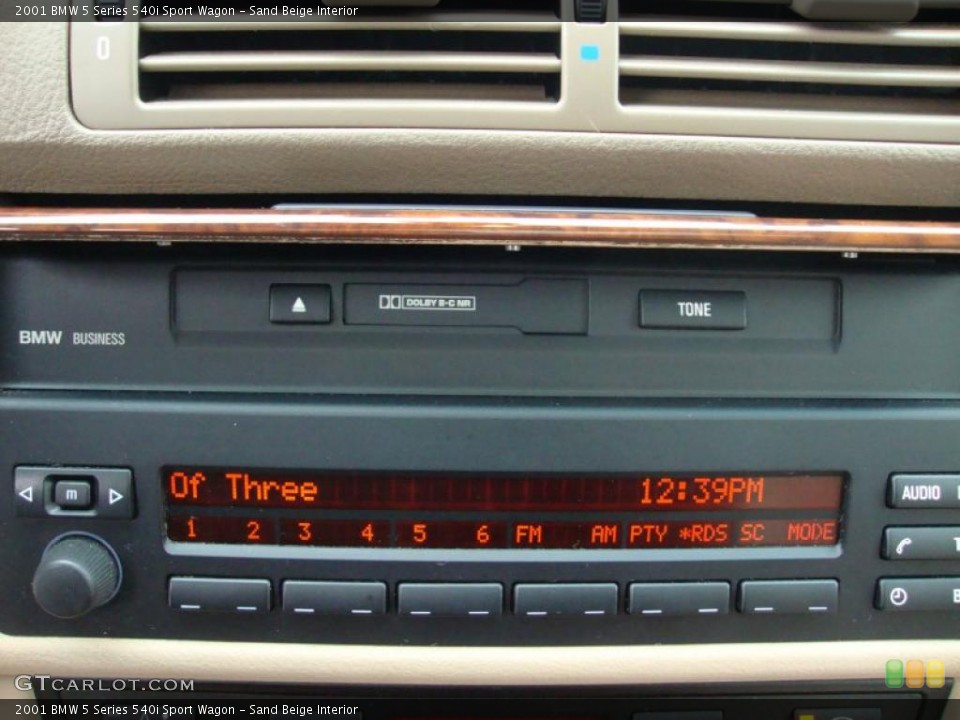 2001 BMW 5 Series 540i Sport Wagon - Sand Beige Interior
0
DOLBY B-C NR
TONE
BMW BUSINESS
Of Three 12:39PM
m
AUDIO
1 2 3 4 5 6 FM AM PTY *RDS SC MODE
GTCARLOT.COM
2001 BMW 5 Series 540i Sport Wagon - Sand Beige Interior